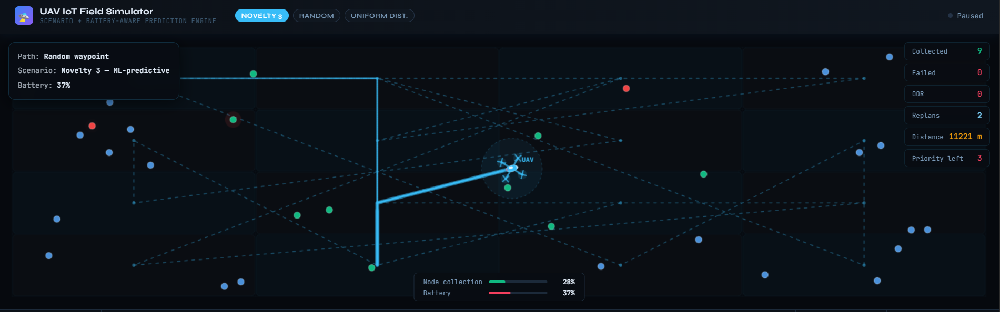 UAV IoT Field Simulator
SCENARIO + BATTERY-AWARE PREDICTION ENGINE
NOVELTY 3
RANDOM
UNIFORM DIST.
Paused
Path: Random waypoint
Scenario: Novelty 3 — ML-predictive
Battery: 37%
Collected 9
Failed 0
OOR 0
Replans 2
Distance 11221 m
Priority left 3
UAV
Node collection 28%
Battery 37%